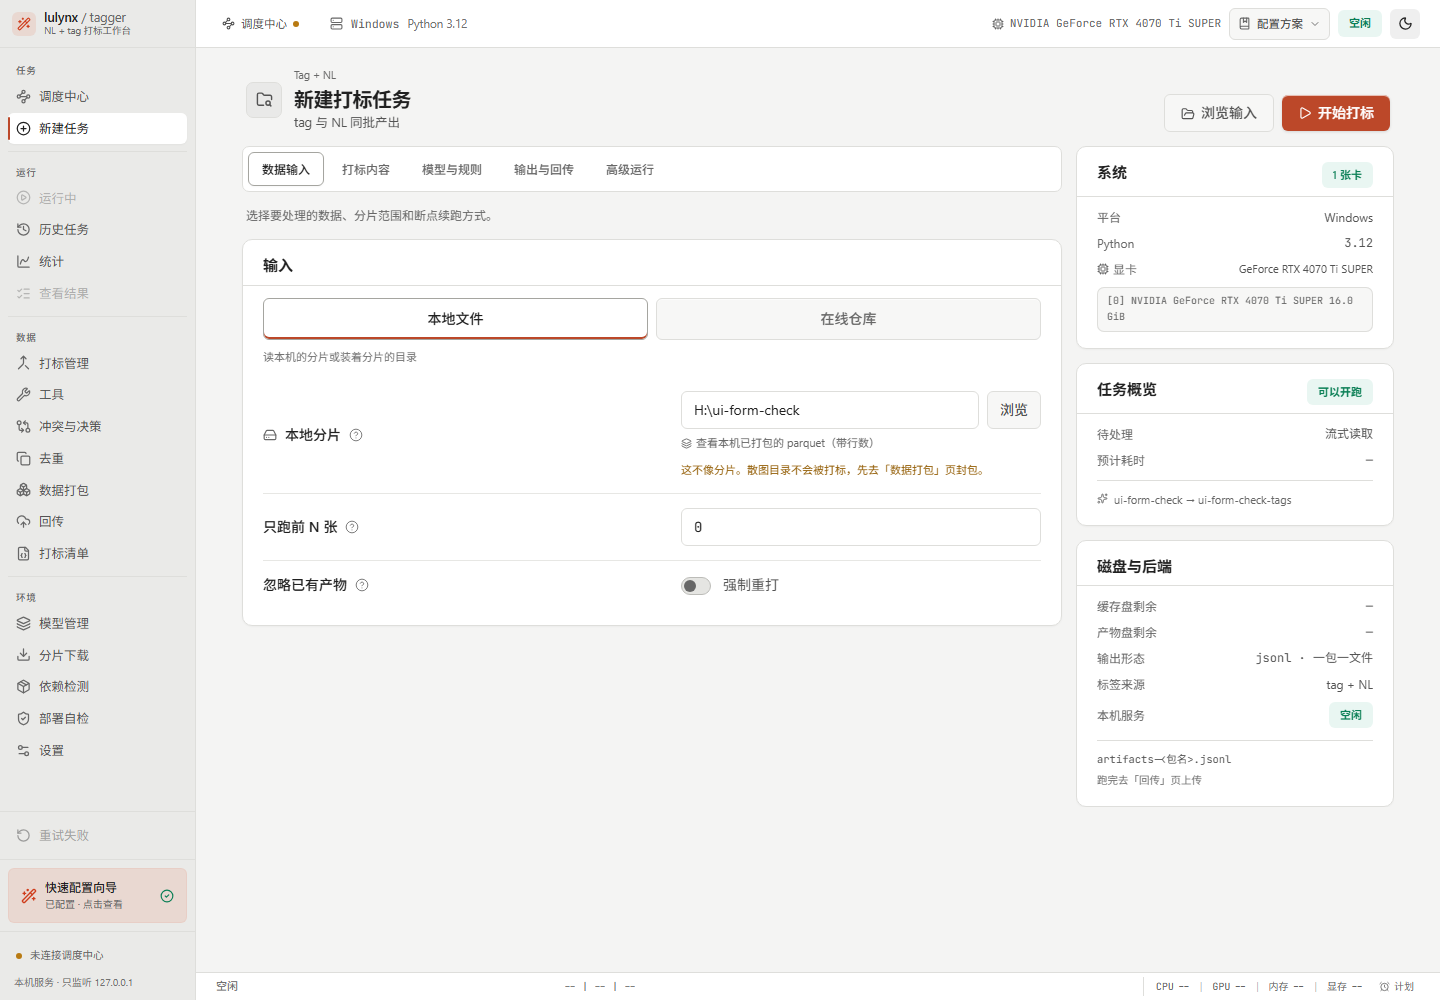 lulynx / tagger
NL + tag 打标工作台
任务
调度中心
新建任务
运行
运行中
历史任务
统计
查看结果
数据
打标管理
工具
冲突与决策
去重
数据打包
回传
打标清单
环境
模型管理
分片下载
依赖检测
部署自检
设置
重试失败
快速配置向导
已配置 · 点击查看
未连接调度中心
本机服务 · 只监听 127.0.0.1
调度中心
Windows Python 3.12
NVIDIA GeForce RTX 4070 Ti SUPER
配置方案
空闲
Tag + NL
新建打标任务
tag 与 NL 同批产出
浏览输入
开始打标
数据输入 打标内容 模型与规则 输出与回传 高级运行
选择要处理的数据、分片范围和断点续跑方式。
输入
本地文件
在线仓库
读本机的分片或装着分片的目录
本地分片
H:\ui-form-check
浏览
查看本机已打包的 parquet（带行数）
这不像分片。散图目录不会被打标，先去「数据打包」页封包。
只跑前 N 张
0
忽略已有产物
强制重打
系统
1 张卡
平台 Windows
Python 3.12
显卡 GeForce RTX 4070 Ti SUPER
[0] NVIDIA GeForce RTX 4070 Ti SUPER 16.0
GiB
任务概览
可以开跑
待处理 流式读取
预计耗时 —
ui-form-check → ui-form-check-tags
磁盘与后端
缓存盘剩余 —
产物盘剩余 —
输出形态 jsonl · 一包一文件
标签来源 tag + NL
本机服务 空闲
artifacts—<包名>.jsonl
跑完去「回传」页上传
空闲
-- | -- | --
CPU -- | GPU -- | 内存 -- | 显存 --
计划